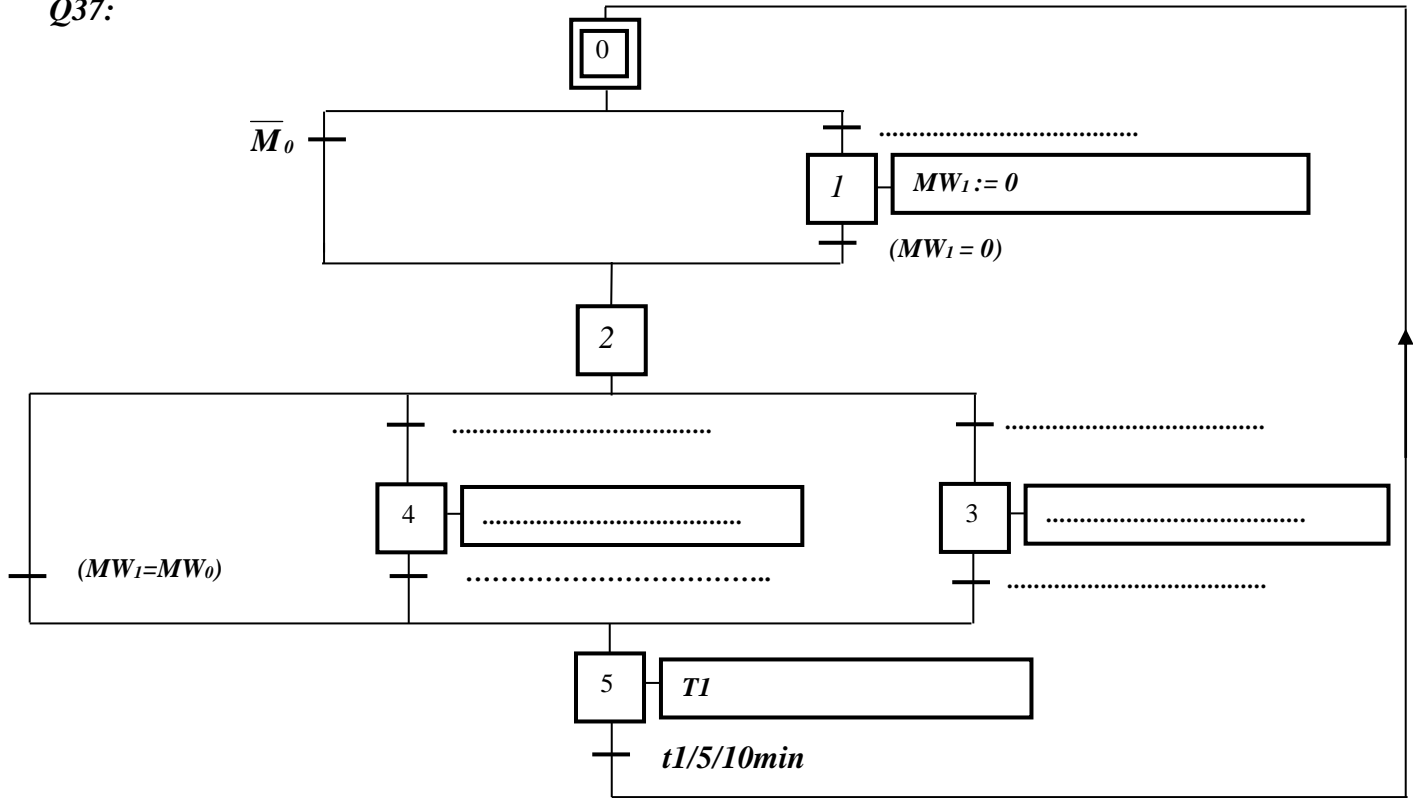 Q37:
0
M̅ 0 ......................................
1 MW1 := 0
(MW1 = 0)
2
...................................... ......................................
4 ...................................... 3 ......................................
(MW1=MW0) .................................... ......................................
5 T1
t1/5/10min